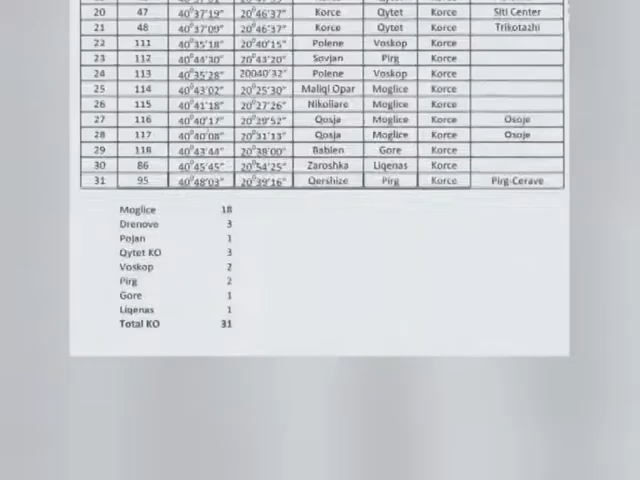 20 47 40°37'19" 20°46'37" Korce Qytet Korce Siti Center
21 48 40°37'09" 20°46'37" Korce Qytet Korce Trikotazhi
22 111 40°35'18" 20°40'15" Polene Voskop Korce
23 112 40°44'30" 20°43'20" Sovjan Pirg Korce
24 113 40°35'28" 20040'32" Polene Voskop Korce
25 114 40°43'02" 20°25'30" Maliqi Opar Moglice Korce
26 115 40°41'18" 20°27'26" Nikollare Moglice Korce
27 116 40°40'17" 20°29'52" Qosja Moglice Korce Osoje
28 117 40°40'08" 20°31'13" Qosja Moglice Korce Osoje
29 118 40°43'44" 20°38'00" Bablen Gore Korce
30 86 40°45'45" 20°54'25" Zaroshka Liqenas Korce
31 95 40°48'03" 20°39'16" Qershize Pirg Korce Pirg-Cerave
Moglice 18
Drenove 3
Pojan 1
Qytet KO 3
Voskop 2
Pirg 2
Gore 1
Liqenas 1
Total KO 31